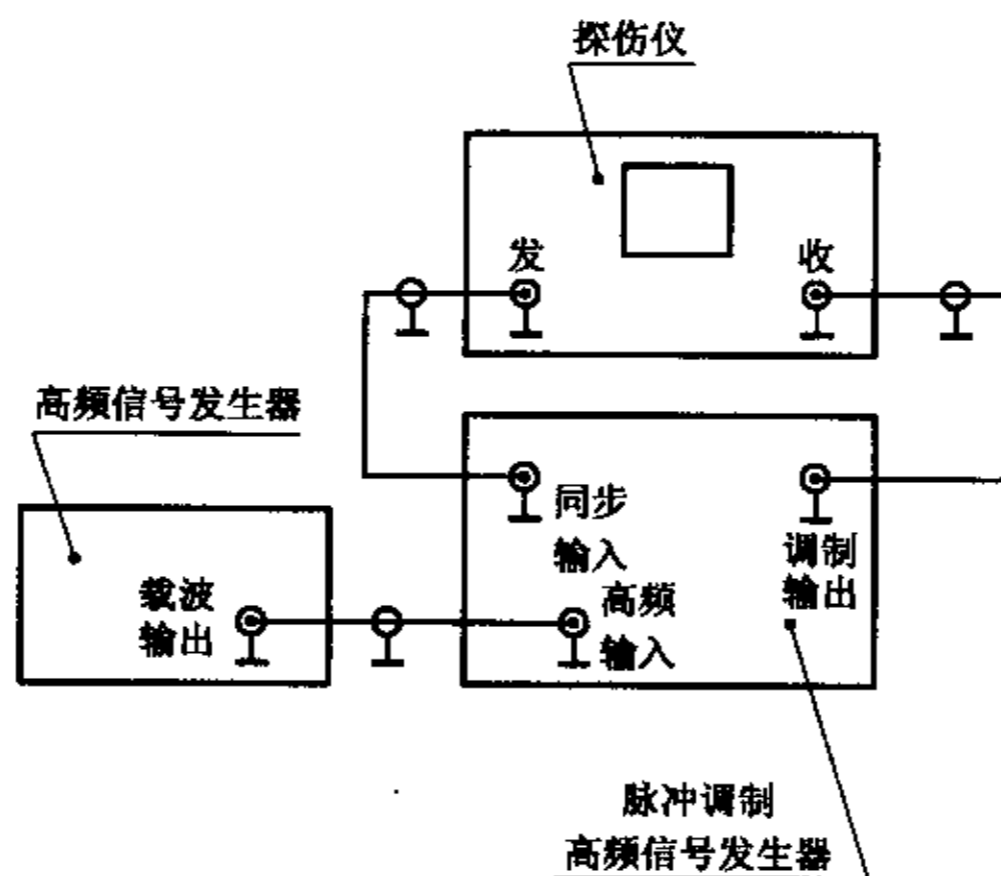 探伤仪
发
收
高频信号发生器
同步
输入
调制
输出
载波
输出
高频
输入
脉冲调制
高频信号发生器